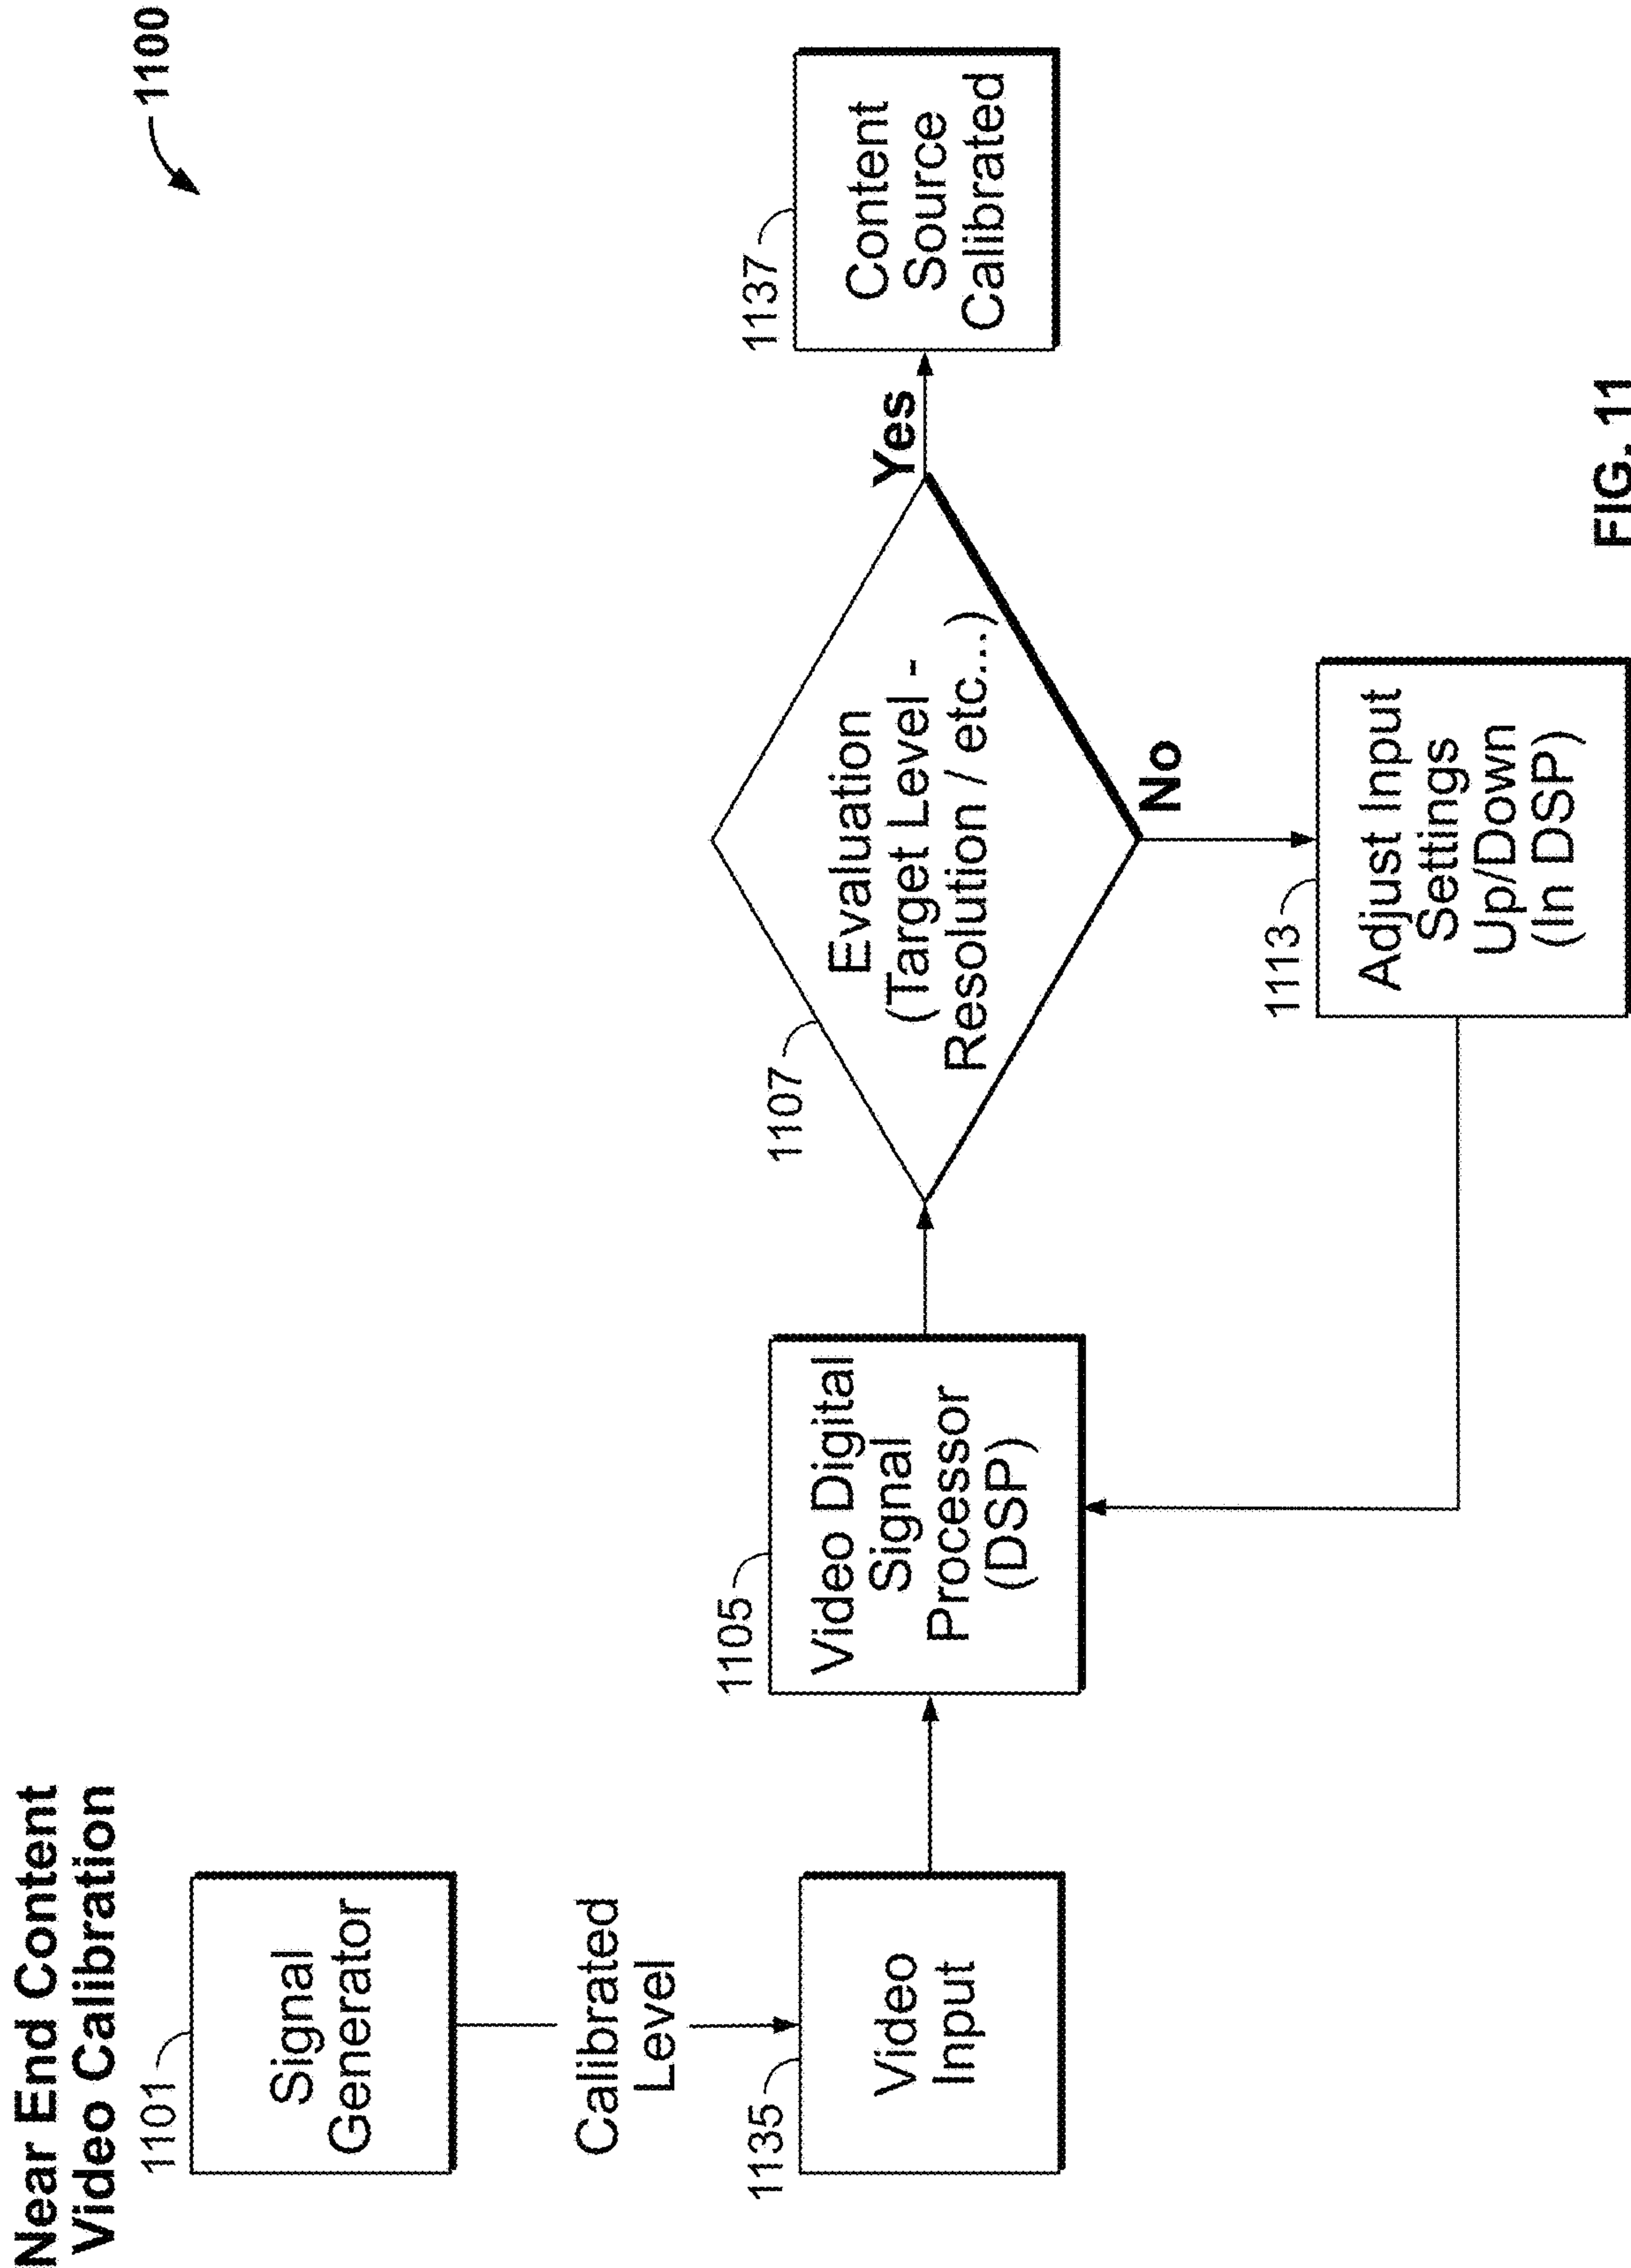 Near End Content
Video Calibration
1100
1101
Signal
Generator
Calibrated
Level
1135
Video
Input
1105
Video Digital
Signal
Processor
(DSP)
1107
Evaluation
(Target Level -
Resolution / etc...)
Yes
No
1137
Content
Source
Calibrated
1113
Adjust Input
Settings
Up/Down
(In DSP)
FIG. 11